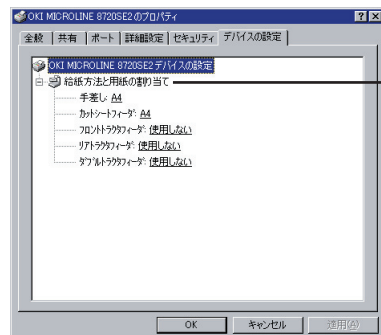 OKI MICROLINE 8720SE2のプロパティ
全般 共有 ポート 詳細設定 セキュリティ デバイスの設定
OKI MICROLINE 8720SE2 デバイスの設定
給紙方法と用紙の割り当て
手差し: A4
カットシートフィーダ: A4
フロントトラクタフィーダ: 使用しない
リアトラクタフィーダ: 使用しない
ダブルトラクタフィーダ: 使用しない
OK キャンセル 適用(A)